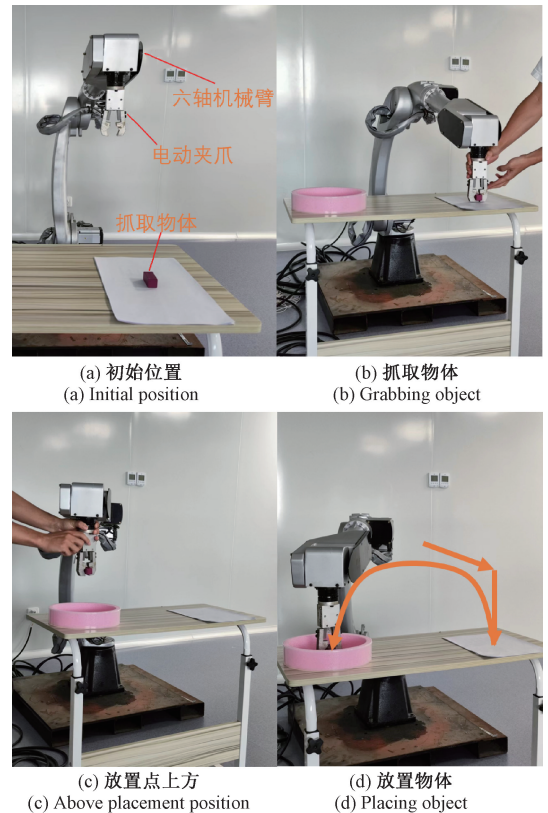 六轴机械臂
电动夹爪
抓取物体
(a) 初始位置
(a) Initial position
(b) 抓取物体
(b) Grabbing object
(c) 放置点上方
(c) Above placement position
(d) 放置物体
(d) Placing object